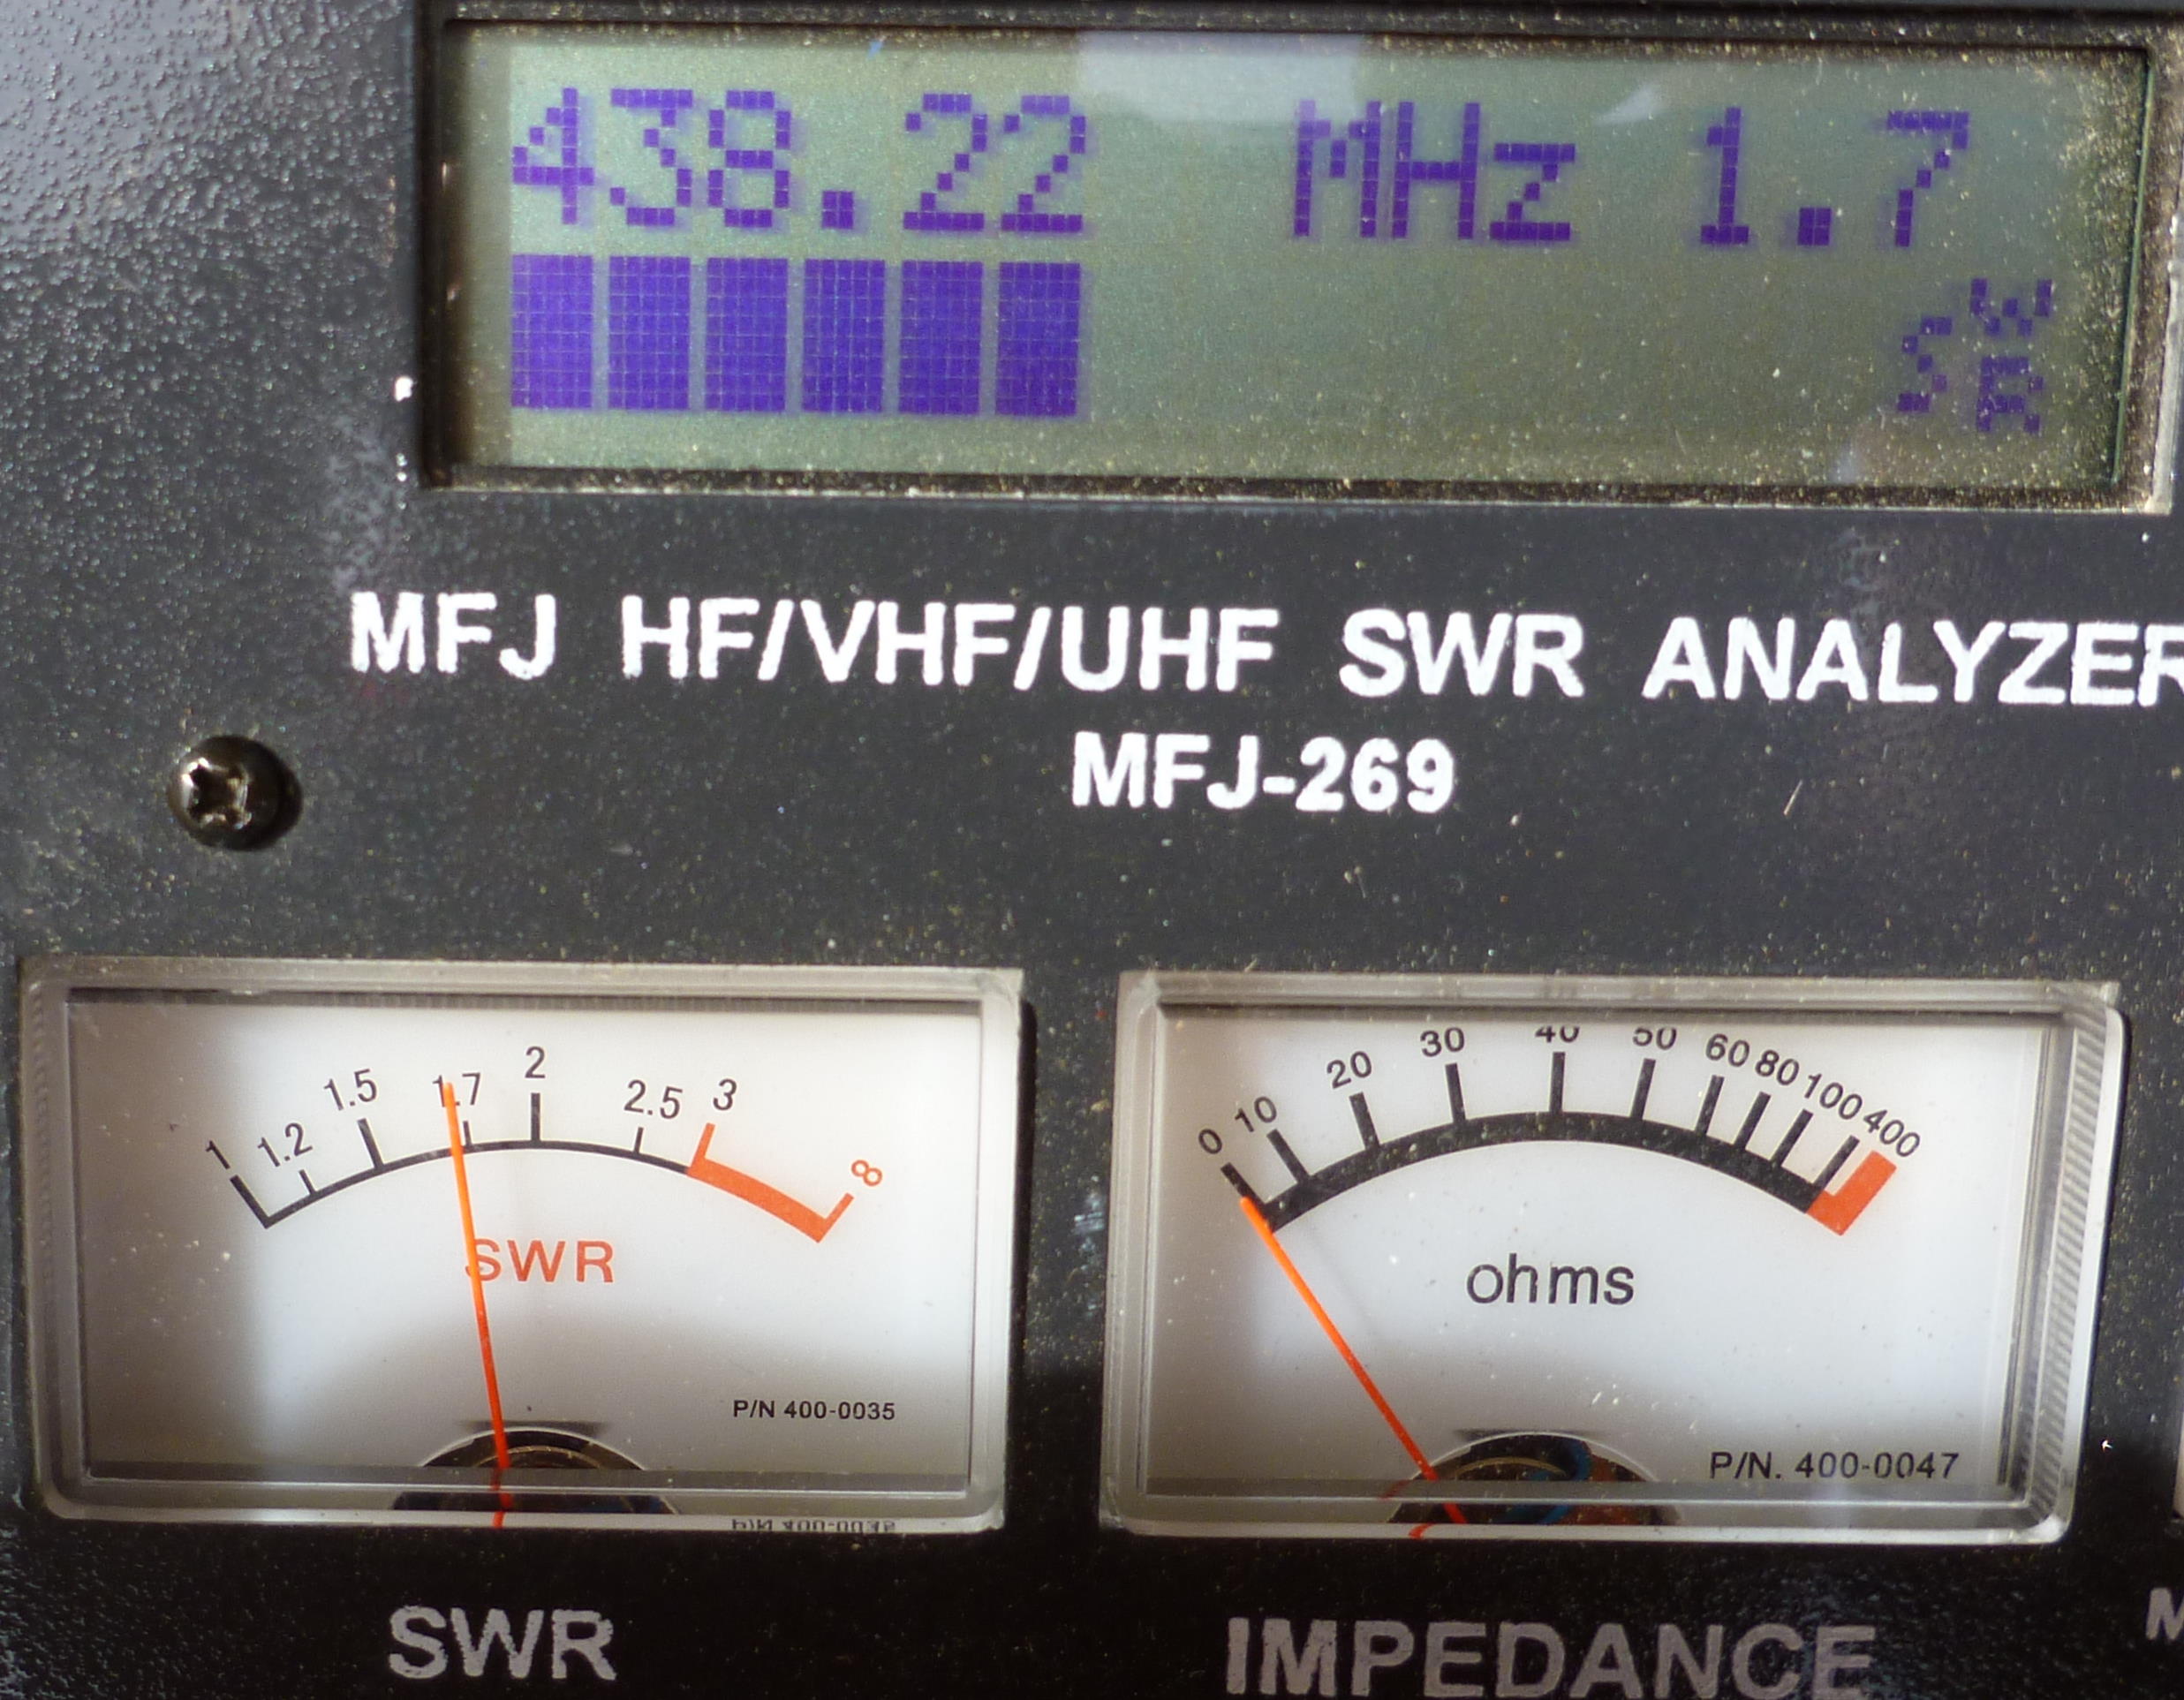 438.22 MHz 1.7
SWR
MFJ HF/VHF/UHF SWR ANALYZER
MFJ-269
1 1.2 1.5 1.7 2 2.5 3 8
SWR
P/N 400-0035
0 10 20 30 40 50 60 80 100 400
ohms
P/N. 400-0047
SWR
IMPEDANCE